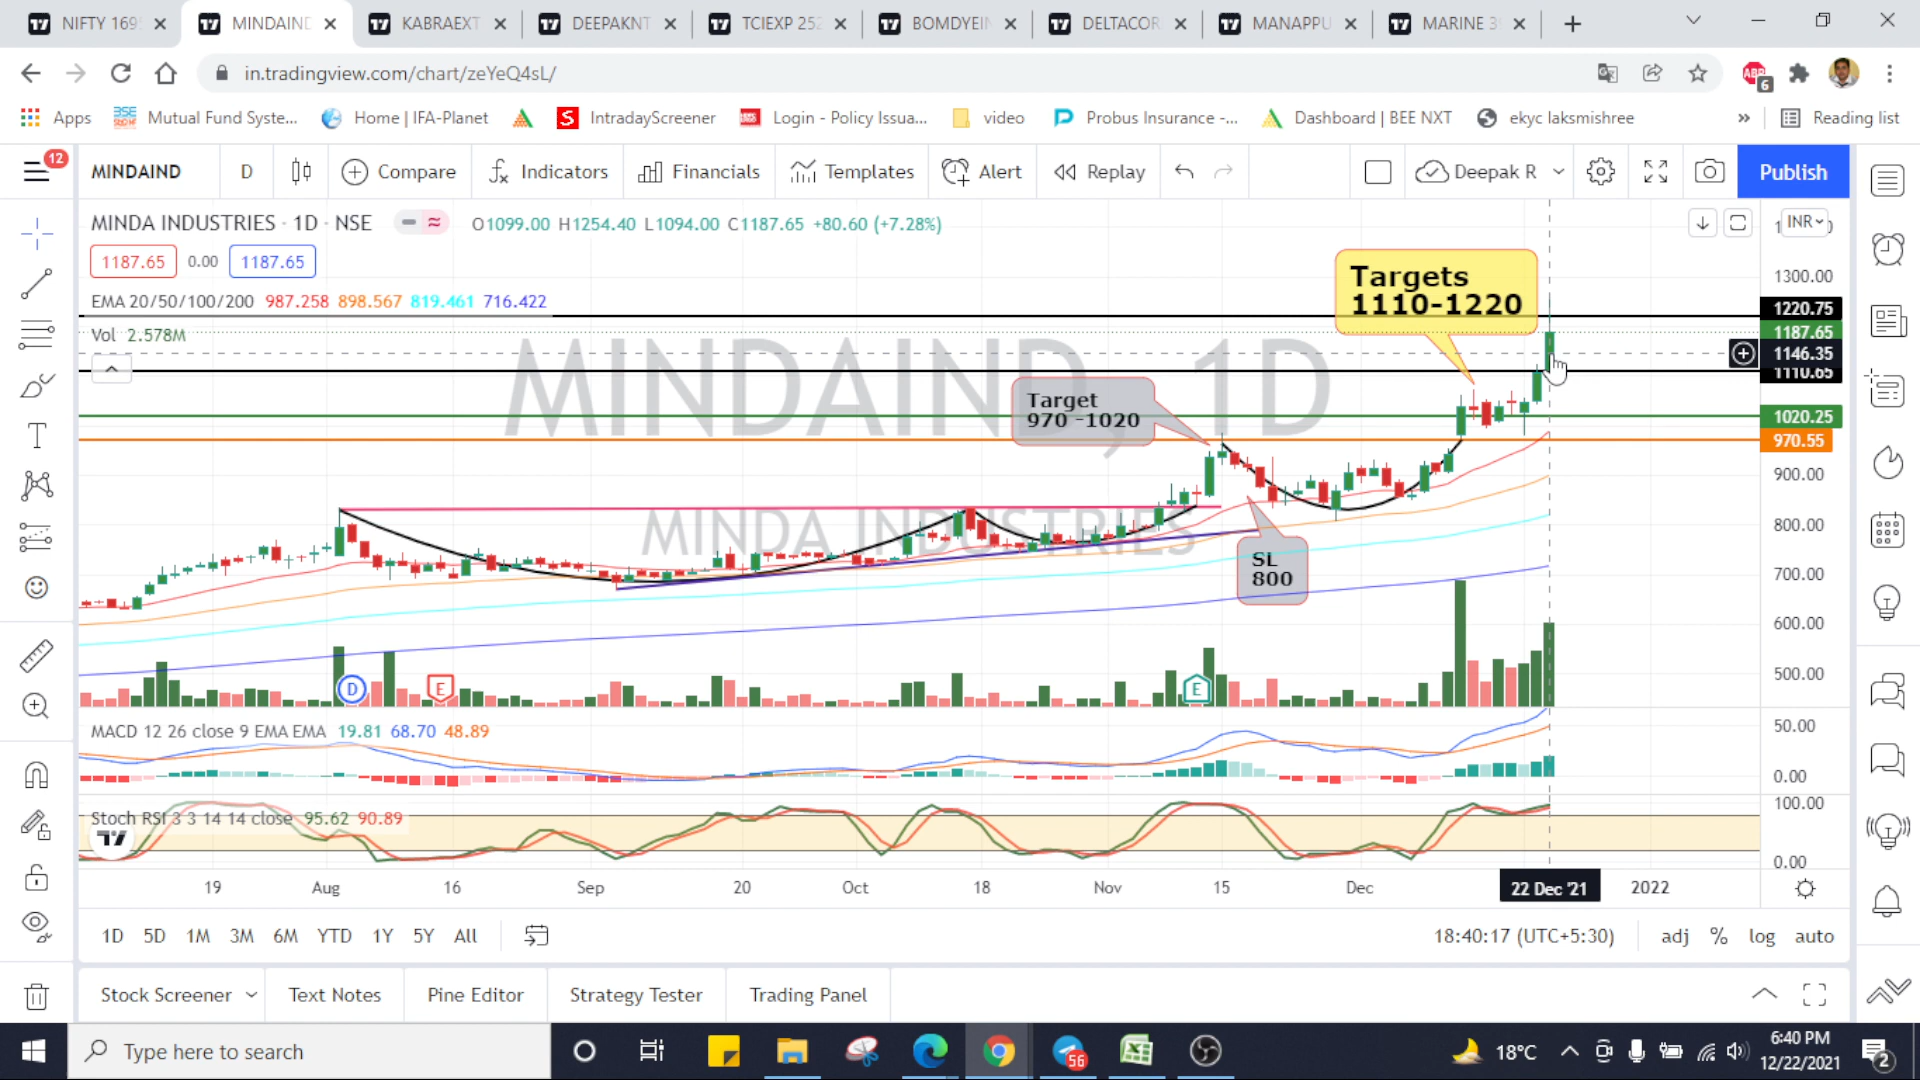 NIFTY 169
MINDAIND
KABRAEXT
DEEPAKNT
TCIEXP 252
BOMDYEIN
DELTACOR
MANAPPU
MARINE 3
in.tradingview.com/chart/zeYeQ4sL/
6
Apps
Mutual Fund Syste...
Home | IFA-Planet
IntradayScreener
Login - Policy Issua...
video
Probus Insurance -...
Dashboard | BEE NXT
ekyc laksmishree
»
Reading list
12
MINDAIND
D
Compare
Indicators
Financials
Templates
Alert
Replay
Deepak R
Publish
MINDA INDUSTRIES · 1D · NSE
O1099.00 H1254.40 L1094.00 C1187.65 +80.60 (+7.28%)
INR
1187.65 0.00 1187.65
EMA 20/50/100/200 987.258 898.567 819.461 716.422
Vol 2.578M
MINDAIND, 1D
MINDA INDUSTRIES
Targets
1110-1220
Target
970 -1020
SL
800
1300.00
1220.75
1187.65
1146.35
1110.65
1020.25
970.55
900.00
800.00
700.00
600.00
500.00
D
E
E
MACD 12 26 close 9 EMA EMA 19.81 68.70 48.89
50.00
0.00
Stoch RSI 3 3 14 14 close 95.62 90.89
100.00
0.00
19 Aug 16 Sep 20 Oct 18 Nov 15 Dec 22 Dec '21 2022
1D 5D 1M 3M 6M YTD 1Y 5Y All
18:40:17 (UTC+5:30)
adj % log auto
Stock Screener
Text Notes
Pine Editor
Strategy Tester
Trading Panel
Type here to search
56
18°C
6:40 PM
12/22/2021
2